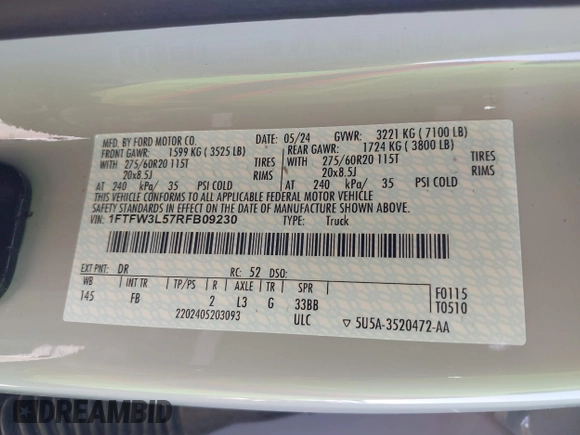 MFD. BY FORD MOTOR CO.
DATE: 05/24 GVWR: 3221 KG ( 7100 LB)
FRONT GAWR: 1599 KG ( 3525 LB) REAR GAWR: 1724 KG ( 3800 LB)
WITH 275/60R20 115T TIRES WITH 275/60R20 115T TIRES
20x8.5J RIMS 20x8.5J RIMS
AT 240 kPa/ 35 PSI COLD AT 240 kPa/ 35 PSI COLD
THIS VEHICLE CONFORMS TO ALL APPLICABLE FEDERAL MOTOR VEHICLE
SAFETY STANDARDS IN EFFECT ON THE DATE OF MANUFACTURE SHOWN ABOVE.
VIN: 1FTFW3L57RFB09230 TYPE: Truck
EXT PNT: DR RC: 52 DSO:
WB INT TR TP/PS R AXLE TR SPR
145 FB 2 L3 G 33BB
F0115
T0510
2202405203093 ULC ▽ 5U5A-3520472-AA
DREAMBID